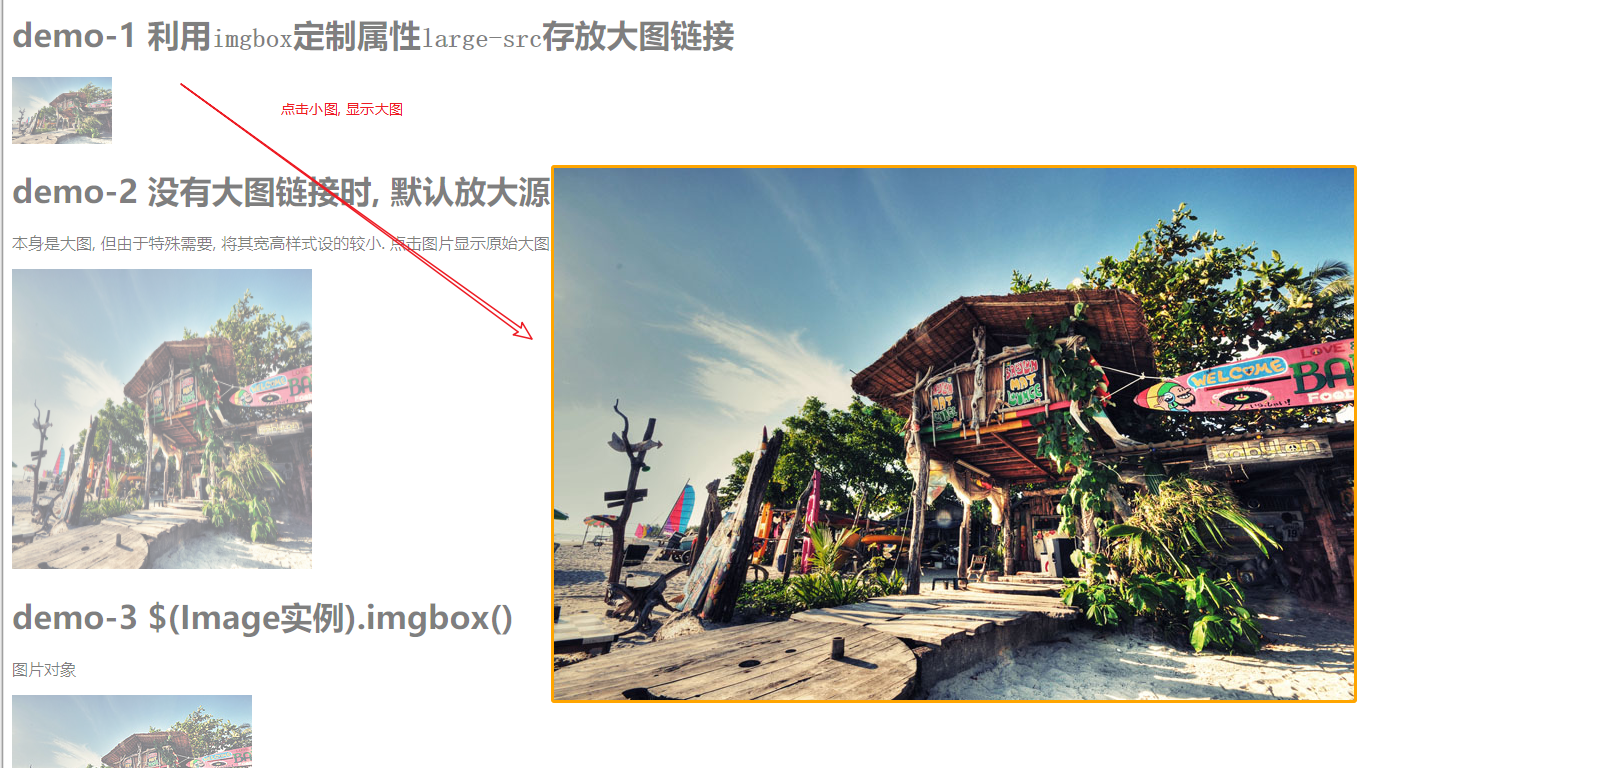 demo-1 利用imgbox定制属性large-src存放大图链接
点击小图, 显示大图
demo-2 没有大图链接时, 默认放大源
本身是大图, 但由于特殊需要, 将其宽高样式设的较小. 点击图片显示原始大图
LOVE
WELCOME
BA
FOOD
babylon
demo-3 $(Image实例).imgbox()
图片对象